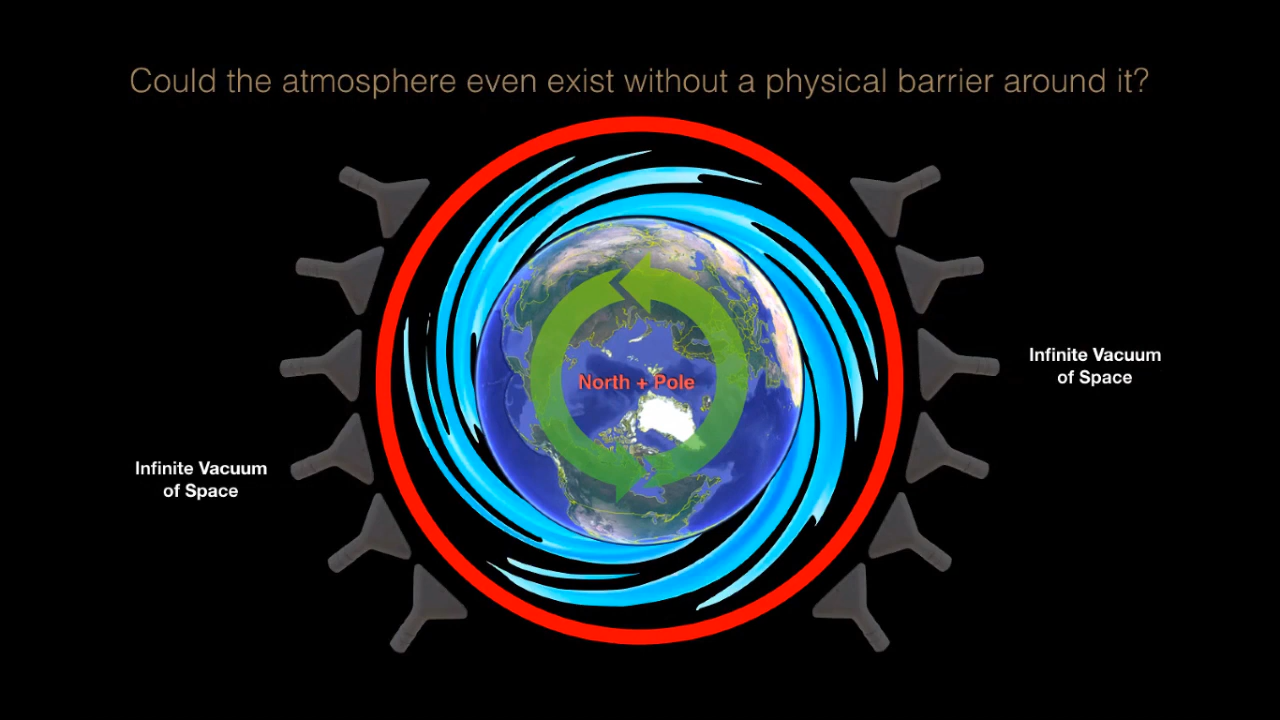 Could the atmosphere even exist without a physical barrier around it?
Infinite Vacuum
of Space
North + Pole
Infinite Vacuum
of Space